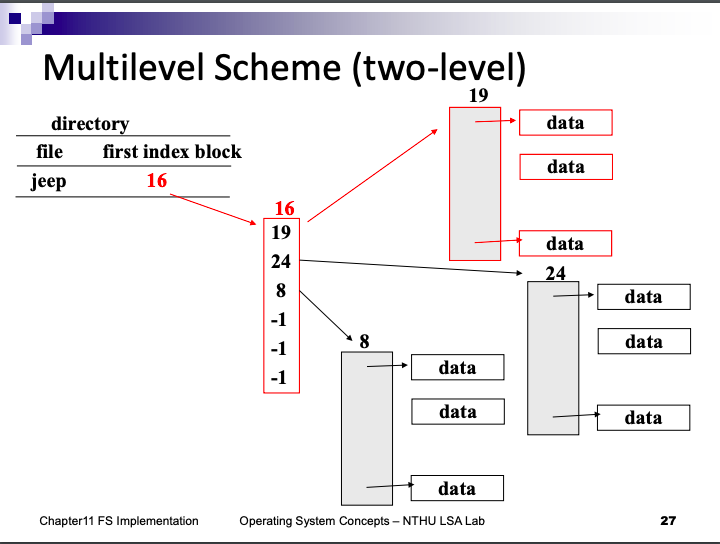 Multilevel Scheme (two-level)
directory
file first index block
jeep 16
16
19
24
8
-1
-1
-1
19
data
data
data
24
data
data
data
8
data
data
data
Chapter11 FS Implementation Operating System Concepts – NTHU LSA Lab 27